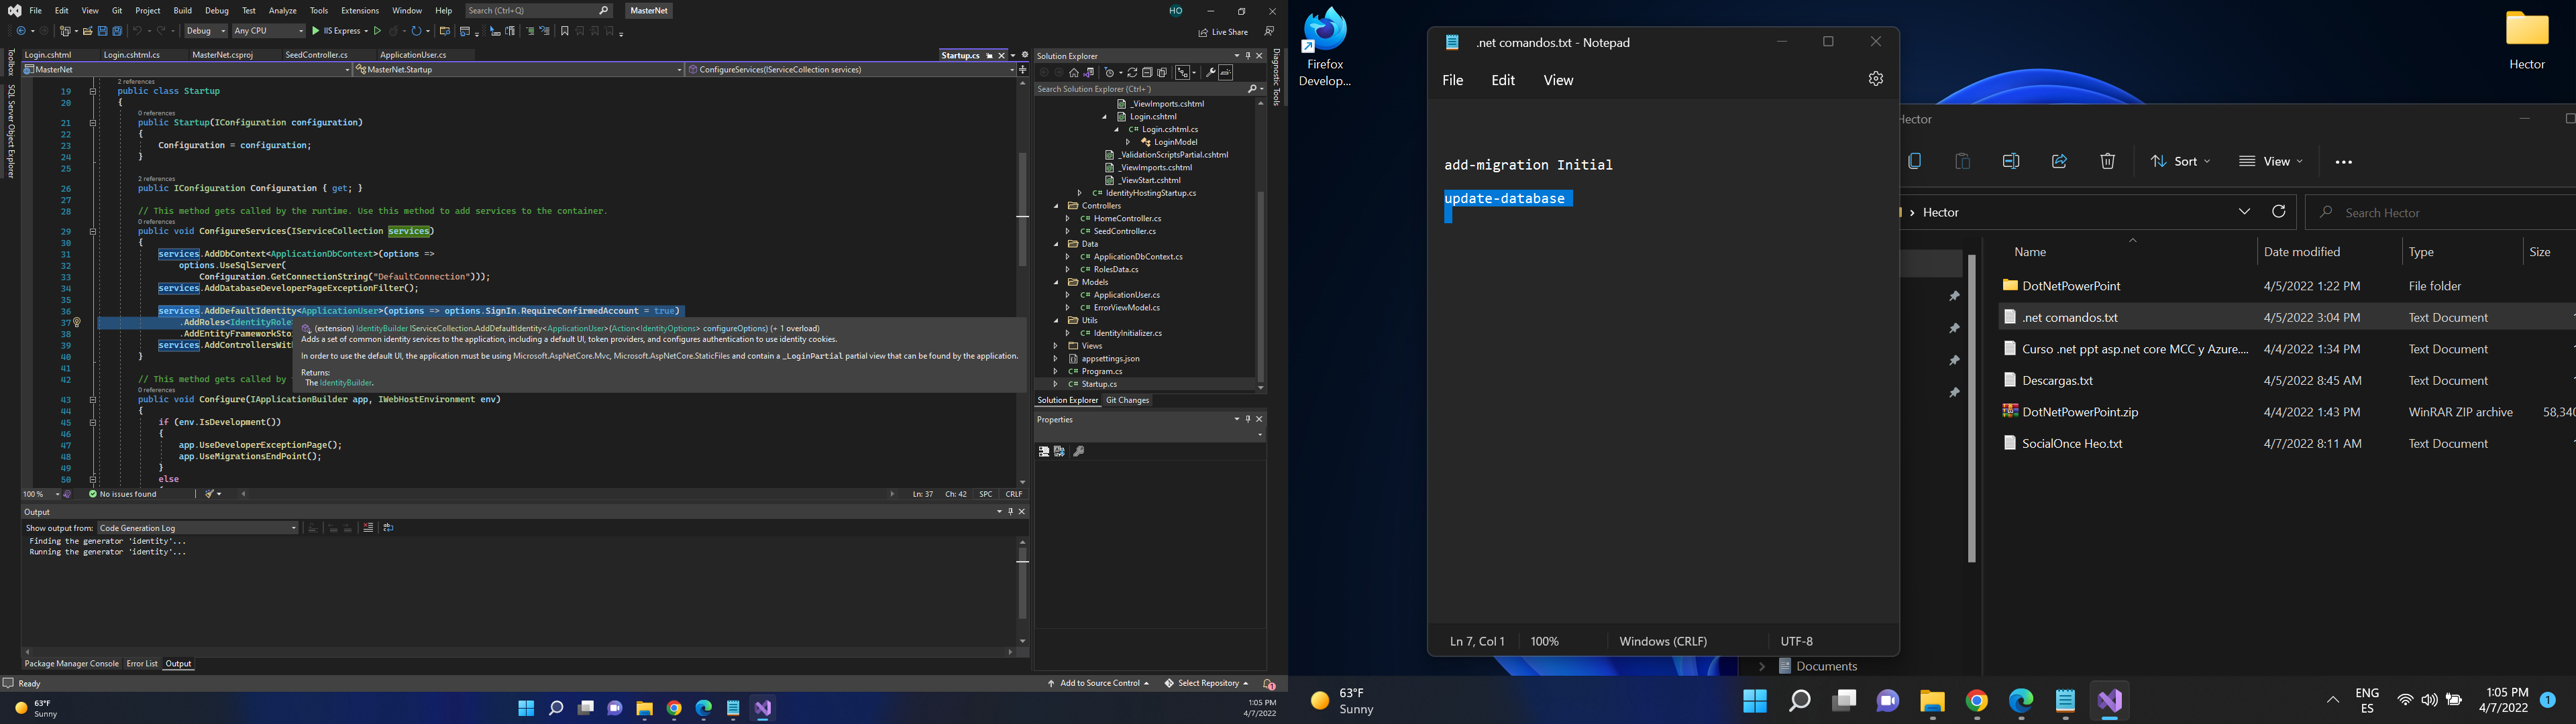 File Edit View Git Project Build Debug Test Analyze Tools Extensions Window Help Search (Ctrl+Q) MasterNet HO
Debug Any CPU IIS Express Live Share
Toolbox
SQL Server Object Explorer
Login.cshtml Login.cshtml.cs MasterNet.csproj SeedController.cs ApplicationUser.cs Startup.cs
MasterNet MasterNet.Startup ConfigureServices(IServiceCollection services)
2 references
19 public class Startup
20 {
0 references
21 public Startup(IConfiguration configuration)
22 {
23 Configuration = configuration;
24 }
25
2 references
26 public IConfiguration Configuration { get; }
27
28 // This method gets called by the runtime. Use this method to add services to the container.
0 references
29 public void ConfigureServices(IServiceCollection services)
30 {
31 services.AddDbContext<ApplicationDbContext>(options =>
32 options.UseSqlServer(
33 Configuration.GetConnectionString("DefaultConnection")));
34 services.AddDatabaseDeveloperPageExceptionFilter();
35
36 services.AddDefaultIdentity<ApplicationUser>(options => options.SignIn.RequireConfirmedAccount = true)
37 .AddRoles<IdentityRole
38 .AddEntityFrameworkSto
39 services.AddControllersWit
40 }
41
42 // This method gets called by
0 references
43 public void Configure(IApplicationBuilder app, IWebHostEnvironment env)
44 {
45 if (env.IsDevelopment())
46 {
47 app.UseDeveloperExceptionPage();
48 app.UseMigrationsEndPoint();
49 }
50 else
(extension) IdentityBuilder IServiceCollection.AddDefaultIdentity<ApplicationUser>(Action<IdentityOptions> configureOptions) (+ 1 overload)
Adds a set of common identity services to the application, including a default UI, token providers, and configures authentication to use identity cookies.
In order to use the default UI, the application must be using Microsoft.AspNetCore.Mvc, Microsoft.AspNetCore.StaticFiles and contain a _LoginPartial partial view that can be found by the application.
Returns:
The IdentityBuilder.
100 % No issues found Ln: 37 Ch: 42 SPC CRLF
Output
Show output from: Code Generation Log
Finding the generator 'identity'...
Running the generator 'identity'...
Package Manager Console Error List Output
Ready Add to Source Control Select Repository 1
Solution Explorer
Search Solution Explorer (Ctrl+´)
_ViewImports.cshtml
Login.cshtml
C# Login.cshtml.cs
LoginModel
_ValidationScriptsPartial.cshtml
_ViewImports.cshtml
_ViewStart.cshtml
C# IdentityHostingStartup.cs
Controllers
C# HomeController.cs
C# SeedController.cs
Data
C# ApplicationDbContext.cs
C# RolesData.cs
Models
C# ApplicationUser.cs
C# ErrorViewModel.cs
Utils
C# IdentityInitializer.cs
Views
appsettings.json
C# Program.cs
C# Startup.cs
Solution Explorer Git Changes
Properties
Diagnostic Tools
63°F
Sunny
1:05 PM
4/7/2022
Firefox
Develop...
Hector
.net comandos.txt - Notepad
File Edit View
add-migration Initial
update-database
Ln 7, Col 1 100% Windows (CRLF) UTF-8
Hector
Sort View
Hector Search Hector
Name Date modified Type Size
DotNetPowerPoint 4/5/2022 1:22 PM File folder
.net comandos.txt 4/5/2022 3:04 PM Text Document
Curso .net ppt asp.net core MCC y Azure.... 4/4/2022 1:34 PM Text Document
Descargas.txt 4/5/2022 8:45 AM Text Document
DotNetPowerPoint.zip 4/4/2022 1:43 PM WinRAR ZIP archive 58,340
SocialOnce Heo.txt 4/7/2022 8:11 AM Text Document
Documents
63°F
Sunny
ENG
ES
1:05 PM
4/7/2022
1